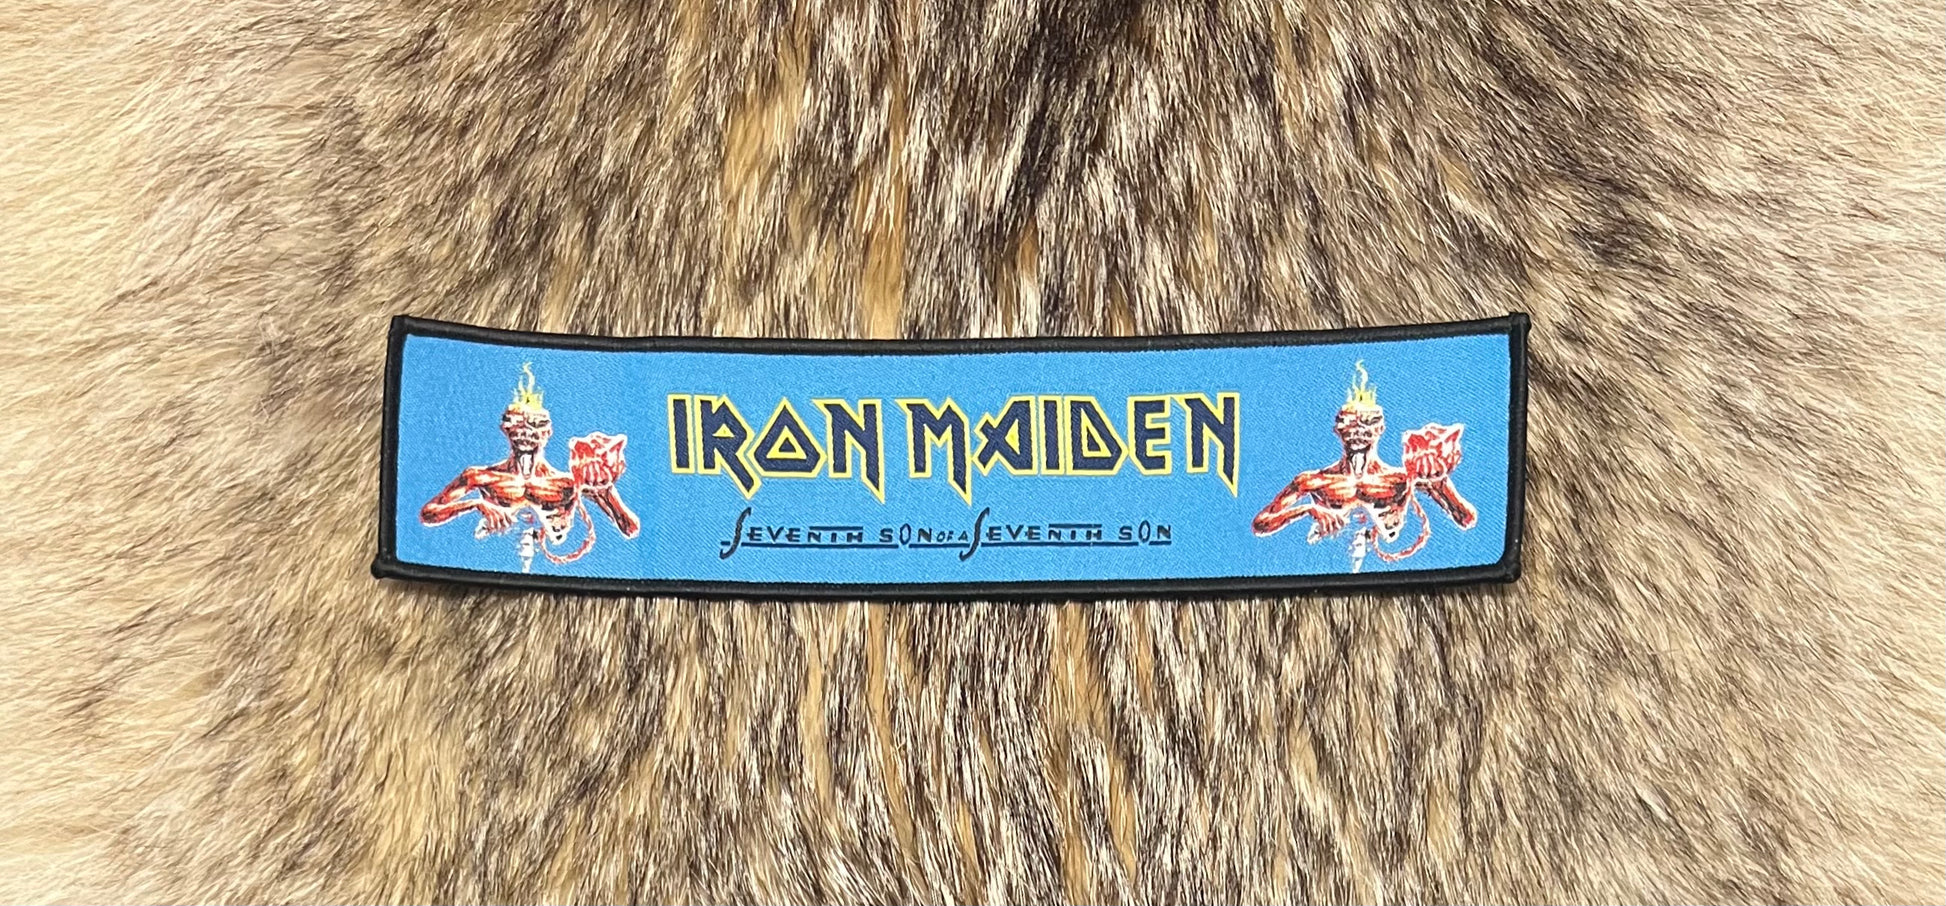 IRON MAIDEN
SEVENTH SON OF A SEVENTH SON